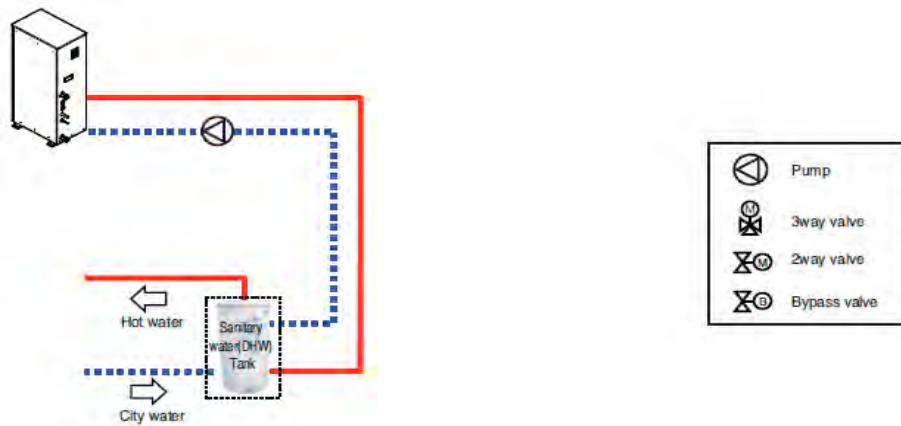 Pump
M
3way valve
M
2way valve
B
Bypass valve
Hot water
Sanitary
water(DHW)
Tank
City water